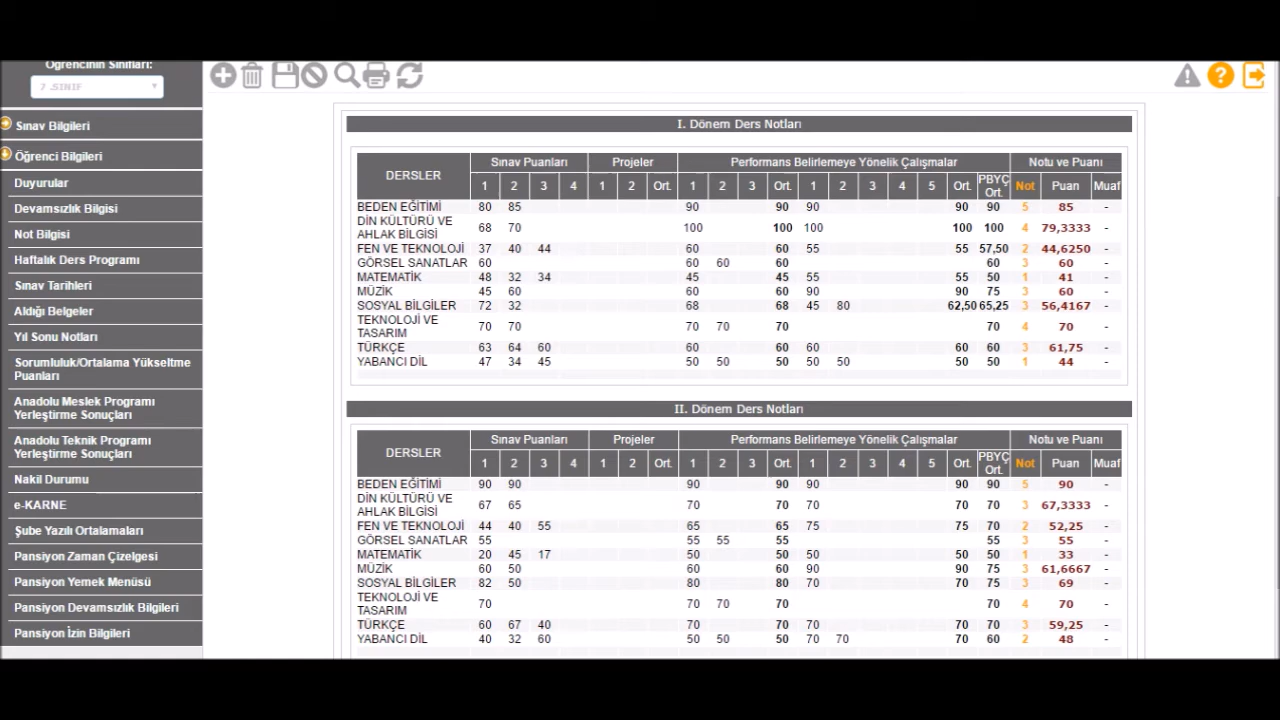 Öğrencinin Sınıfları:
7 .SINIF
Sınav Bilgileri
Öğrenci Bilgileri
Duyurular
Devamsızlık Bilgisi
Not Bilgisi
Haftalık Ders Programı
Sınav Tarihleri
Aldığı Belgeler
Yıl Sonu Notları
Sorumluluk/Ortalama Yükseltme
Puanları
Anadolu Meslek Programı
Yerleştirme Sonuçları
Anadolu Teknik Programı
Yerleştirme Sonuçları
Nakil Durumu
e-KARNE
Şube Yazılı Ortalamaları
Pansiyon Zaman Çizelgesi
Pansiyon Yemek Menüsü
Pansiyon Devamsızlık Bilgileri
Pansiyon İzin Bilgileri
I. Dönem Ders Notları
DERSLER Sınav Puanları Projeler Performans Belirlemeye Yönelik Çalışmalar Notu ve Puanı
1 2 3 4 1 2 Ort. 1 2 3 Ort. 1 2 3 4 5 Ort. PBYÇ Ort. Not Puan Muaf
BEDEN EĞİTİMİ 80 85 90 90 90 90 90 5 85 -
DİN KÜLTÜRÜ VE
AHLAK BİLGİSİ 68 70 100 100 100 100 100 4 79,3333 -
FEN VE TEKNOLOJİ 37 40 44 60 60 55 55 57,50 2 44,6250 -
GÖRSEL SANATLAR 60 60 60 60 60 3 60 -
MATEMATİK 48 32 34 45 45 55 55 50 1 41 -
MÜZİK 45 60 60 60 90 90 75 3 60 -
SOSYAL BİLGİLER 72 32 68 68 45 80 62,50 65,25 3 56,4167 -
TEKNOLOJİ VE
TASARIM 70 70 70 70 70 70 4 70 -
TÜRKÇE 63 64 60 60 60 60 60 60 3 61,75 -
YABANCI DİL 47 34 45 50 50 50 50 50 50 50 1 44 -
II. Dönem Ders Notları
DERSLER Sınav Puanları Projeler Performans Belirlemeye Yönelik Çalışmalar Notu ve Puanı
1 2 3 4 1 2 Ort. 1 2 3 Ort. 1 2 3 4 5 Ort. PBYÇ Ort. Not Puan Muaf
BEDEN EĞİTİMİ 90 90 90 90 90 90 90 5 90 -
DİN KÜLTÜRÜ VE
AHLAK BİLGİSİ 67 65 70 70 70 70 70 3 67,3333 -
FEN VE TEKNOLOJİ 44 40 55 65 65 75 75 70 2 52,25 -
GÖRSEL SANATLAR 55 55 55 55 55 3 55 -
MATEMATİK 20 45 17 50 50 50 50 50 1 33 -
MÜZİK 60 50 60 60 90 90 75 3 61,6667 -
SOSYAL BİLGİLER 82 50 80 80 70 70 75 3 69 -
TEKNOLOJİ VE
TASARIM 70 70 70 70 70 4 70 -
TÜRKÇE 60 67 40 70 70 70 70 70 3 59,25 -
YABANCI DİL 40 32 60 50 50 50 70 70 70 60 2 48 -